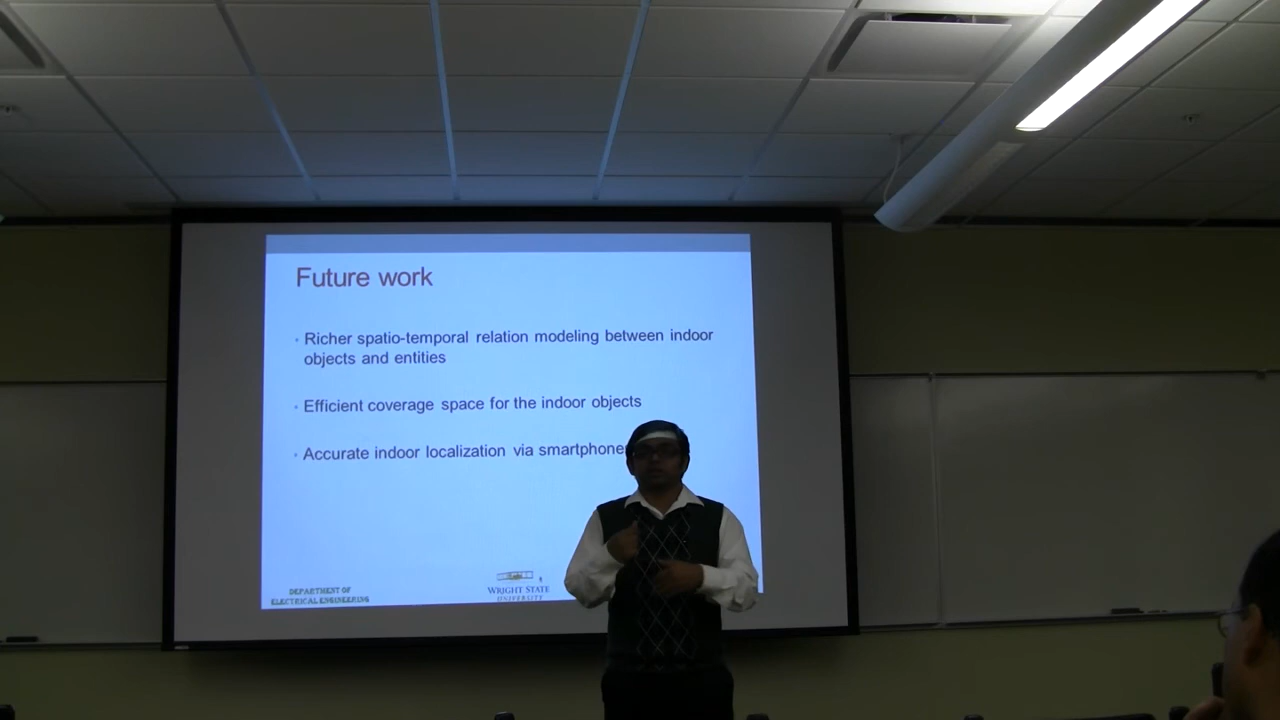 Future work
Richer spatio-temporal relation modeling between indoor
objects and entities
Efficient coverage space for the indoor objects
Accurate indoor localization via smartphone
DEPARTMENT OF
ELECTRICAL ENGINEERING
WRIGHT STATE
UNIVERSITY